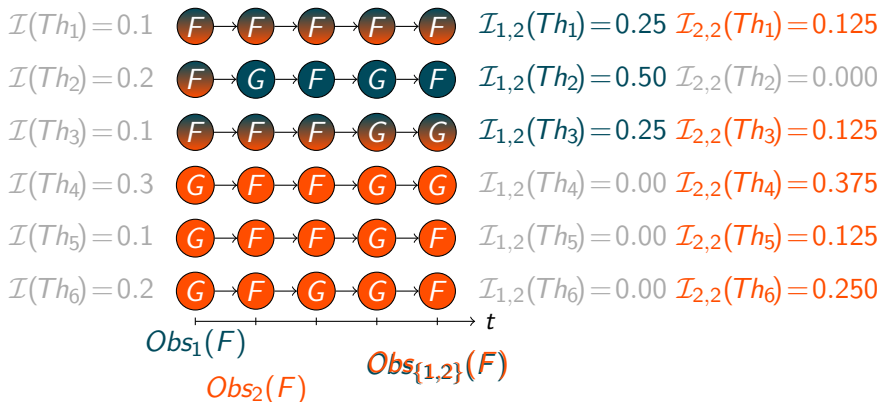 I(Th₁)=0.1 F F F F F I₁,₂(Th₁)=0.25 I₂,₂(Th₁)=0.125
I(Th₂)=0.2 F G F G F I₁,₂(Th₂)=0.50 I₂,₂(Th₂)=0.000
I(Th₃)=0.1 F F F G G I₁,₂(Th₃)=0.25 I₂,₂(Th₃)=0.125
I(Th₄)=0.3 G F F G G I₁,₂(Th₄)=0.00 I₂,₂(Th₄)=0.375
I(Th₅)=0.1 G F F G F I₁,₂(Th₅)=0.00 I₂,₂(Th₅)=0.125
I(Th₆)=0.2 G F G G F I₁,₂(Th₆)=0.00 I₂,₂(Th₆)=0.250
t
Obs₁(F)
Obs₂(F)
Obs_{1,2}(F)